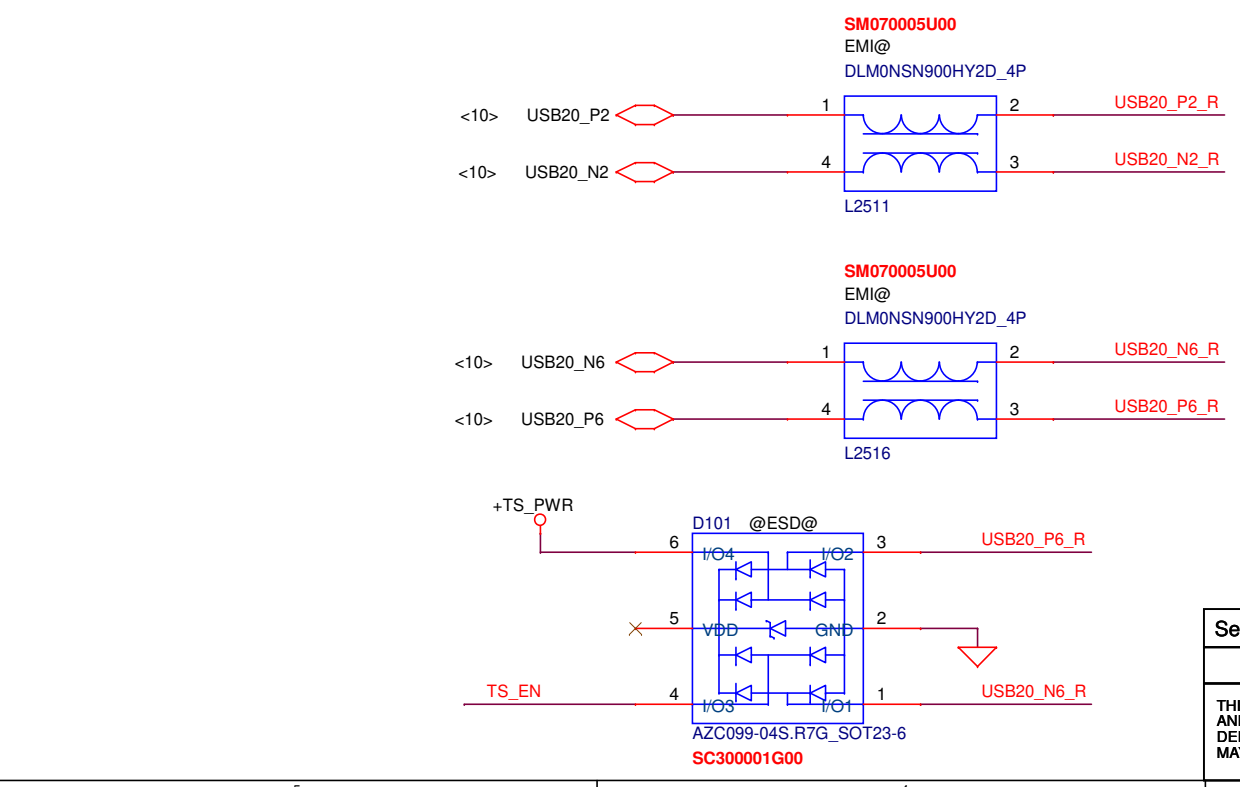 SM070005U00
EMI@
DLM0NSN900HY2D_4P
<10> USB20_P2 1 2 USB20_P2_R
<10> USB20_N2 4 3 USB20_N2_R
L2511
SM070005U00
EMI@
DLM0NSN900HY2D_4P
<10> USB20_N6 1 2 USB20_N6_R
<10> USB20_P6 4 3 USB20_P6_R
L2516
+TS_PWR
D101 @ESD@
6 I/O4 I/O2 3 USB20_P6_R
5 VDD GND 2
TS_EN 4 I/O3 I/O1 1 USB20_N6_R
AZC099-04S.R7G_SOT23-6
SC300001G00
Se